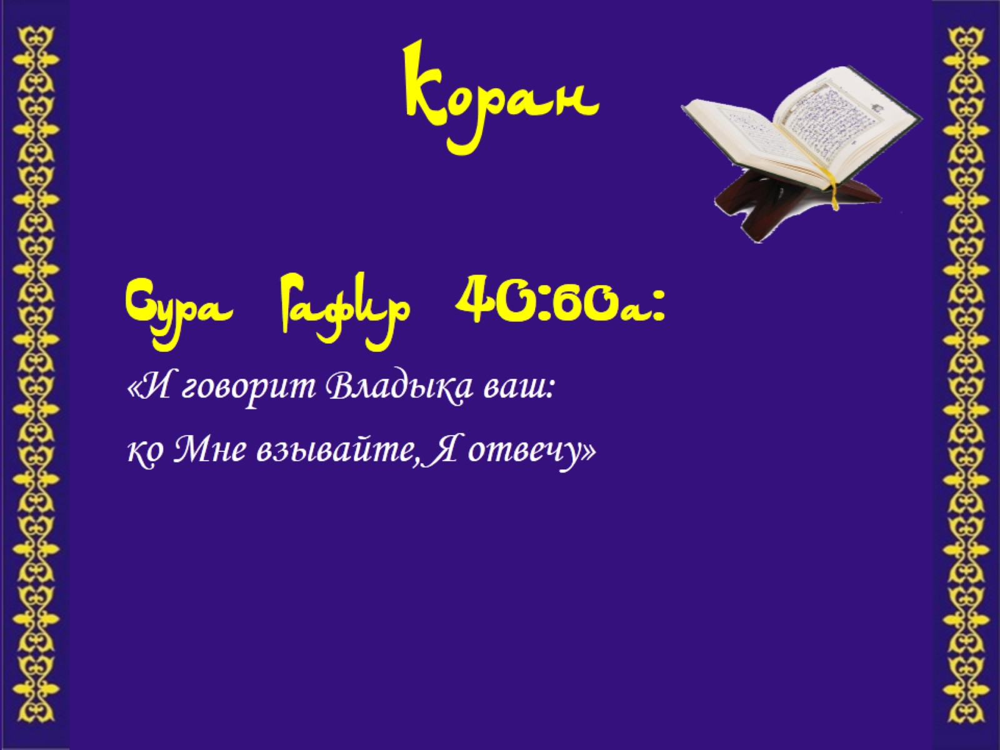 Коран
Сура Гафир 40:60а:
«И говорит Владыка ваш:
ко Мне взывайте, Я отвечу»